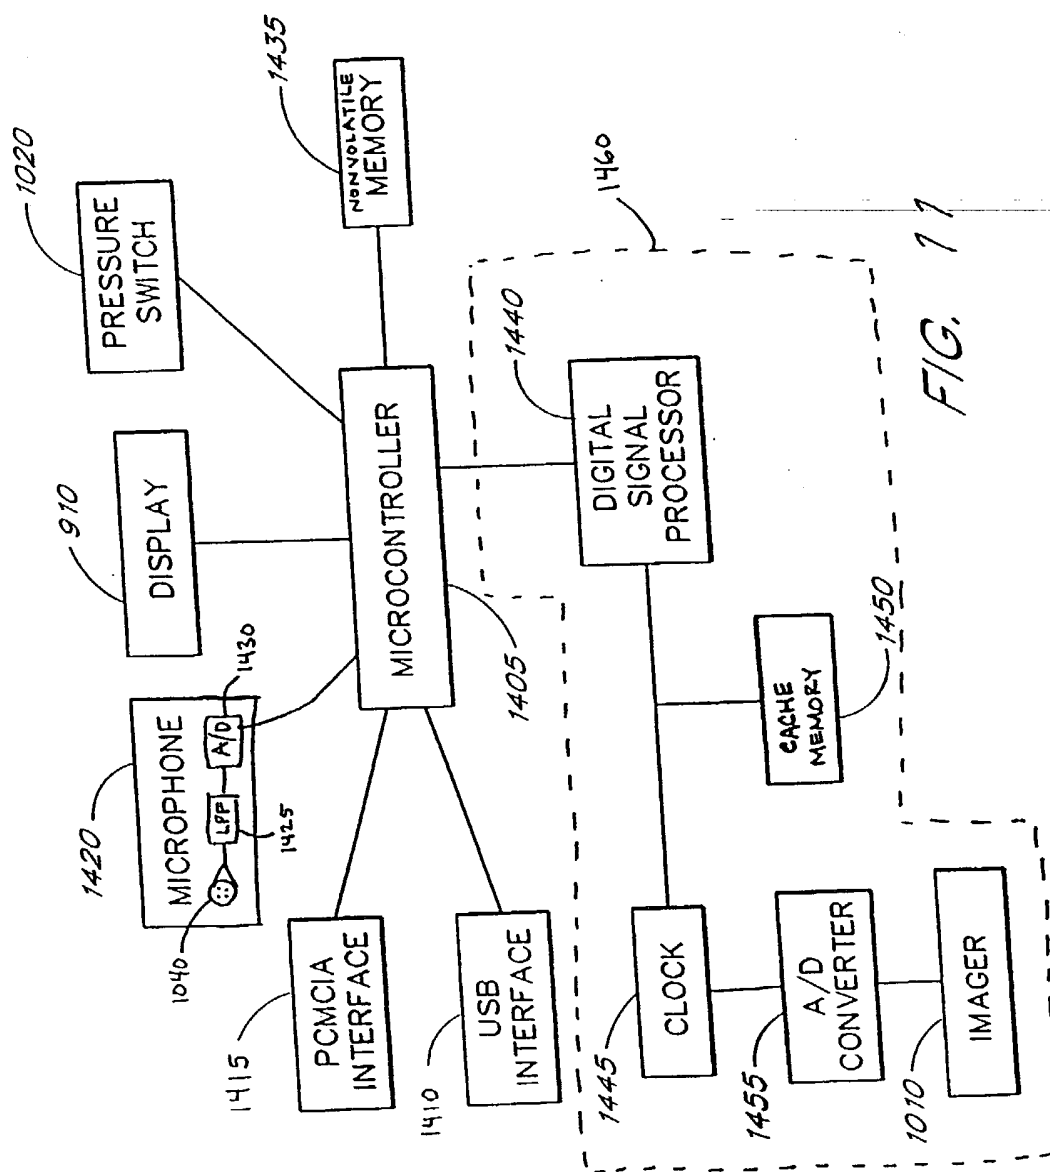 1435
NONVOLATILE
MEMORY
1020
PRESSURE
SWITCH
910
DISPLAY
1420
MICROPHONE
1040
LPF
1425
A/D
1430
1415
PCMCIA
INTERFACE
1410
USB
INTERFACE
MICROCONTROLLER
1405
1460
1440
DIGITAL
SIGNAL
PROCESSOR
CACHE
MEMORY
1450
1445
CLOCK
1455
A/D
CONVERTER
1010
IMAGER
FIG. 11